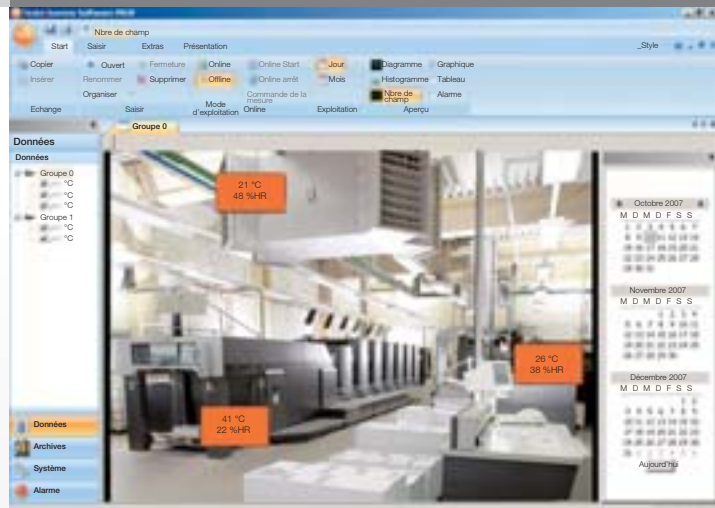 Nbre de champ
Start Saisir Extras Présentation _Style
Copier Ouvert Fermeture Online Online Start Jour Diagramme Graphique
Insérer Renommer Supprimer Offline Online arrêt Mois Histogramme Tableau
Organiser Commande de la mesure Nbre de champ Alarme
Echange Saisir Mode d'exploitation Online Exploitation Aperçu
Groupe 0
Données
Données
Groupe 0
°C
°C
°C
Groupe 1
°C
°C
21 °C
48 %HR
26 °C
38 %HR
41 °C
22 %HR
Octobre 2007
M D M D F S S
Novembre 2007
M D M D F S S
Décembre 2007
M D M D F S S
Aujourd'hui
Données
Archives
Système
Alarme